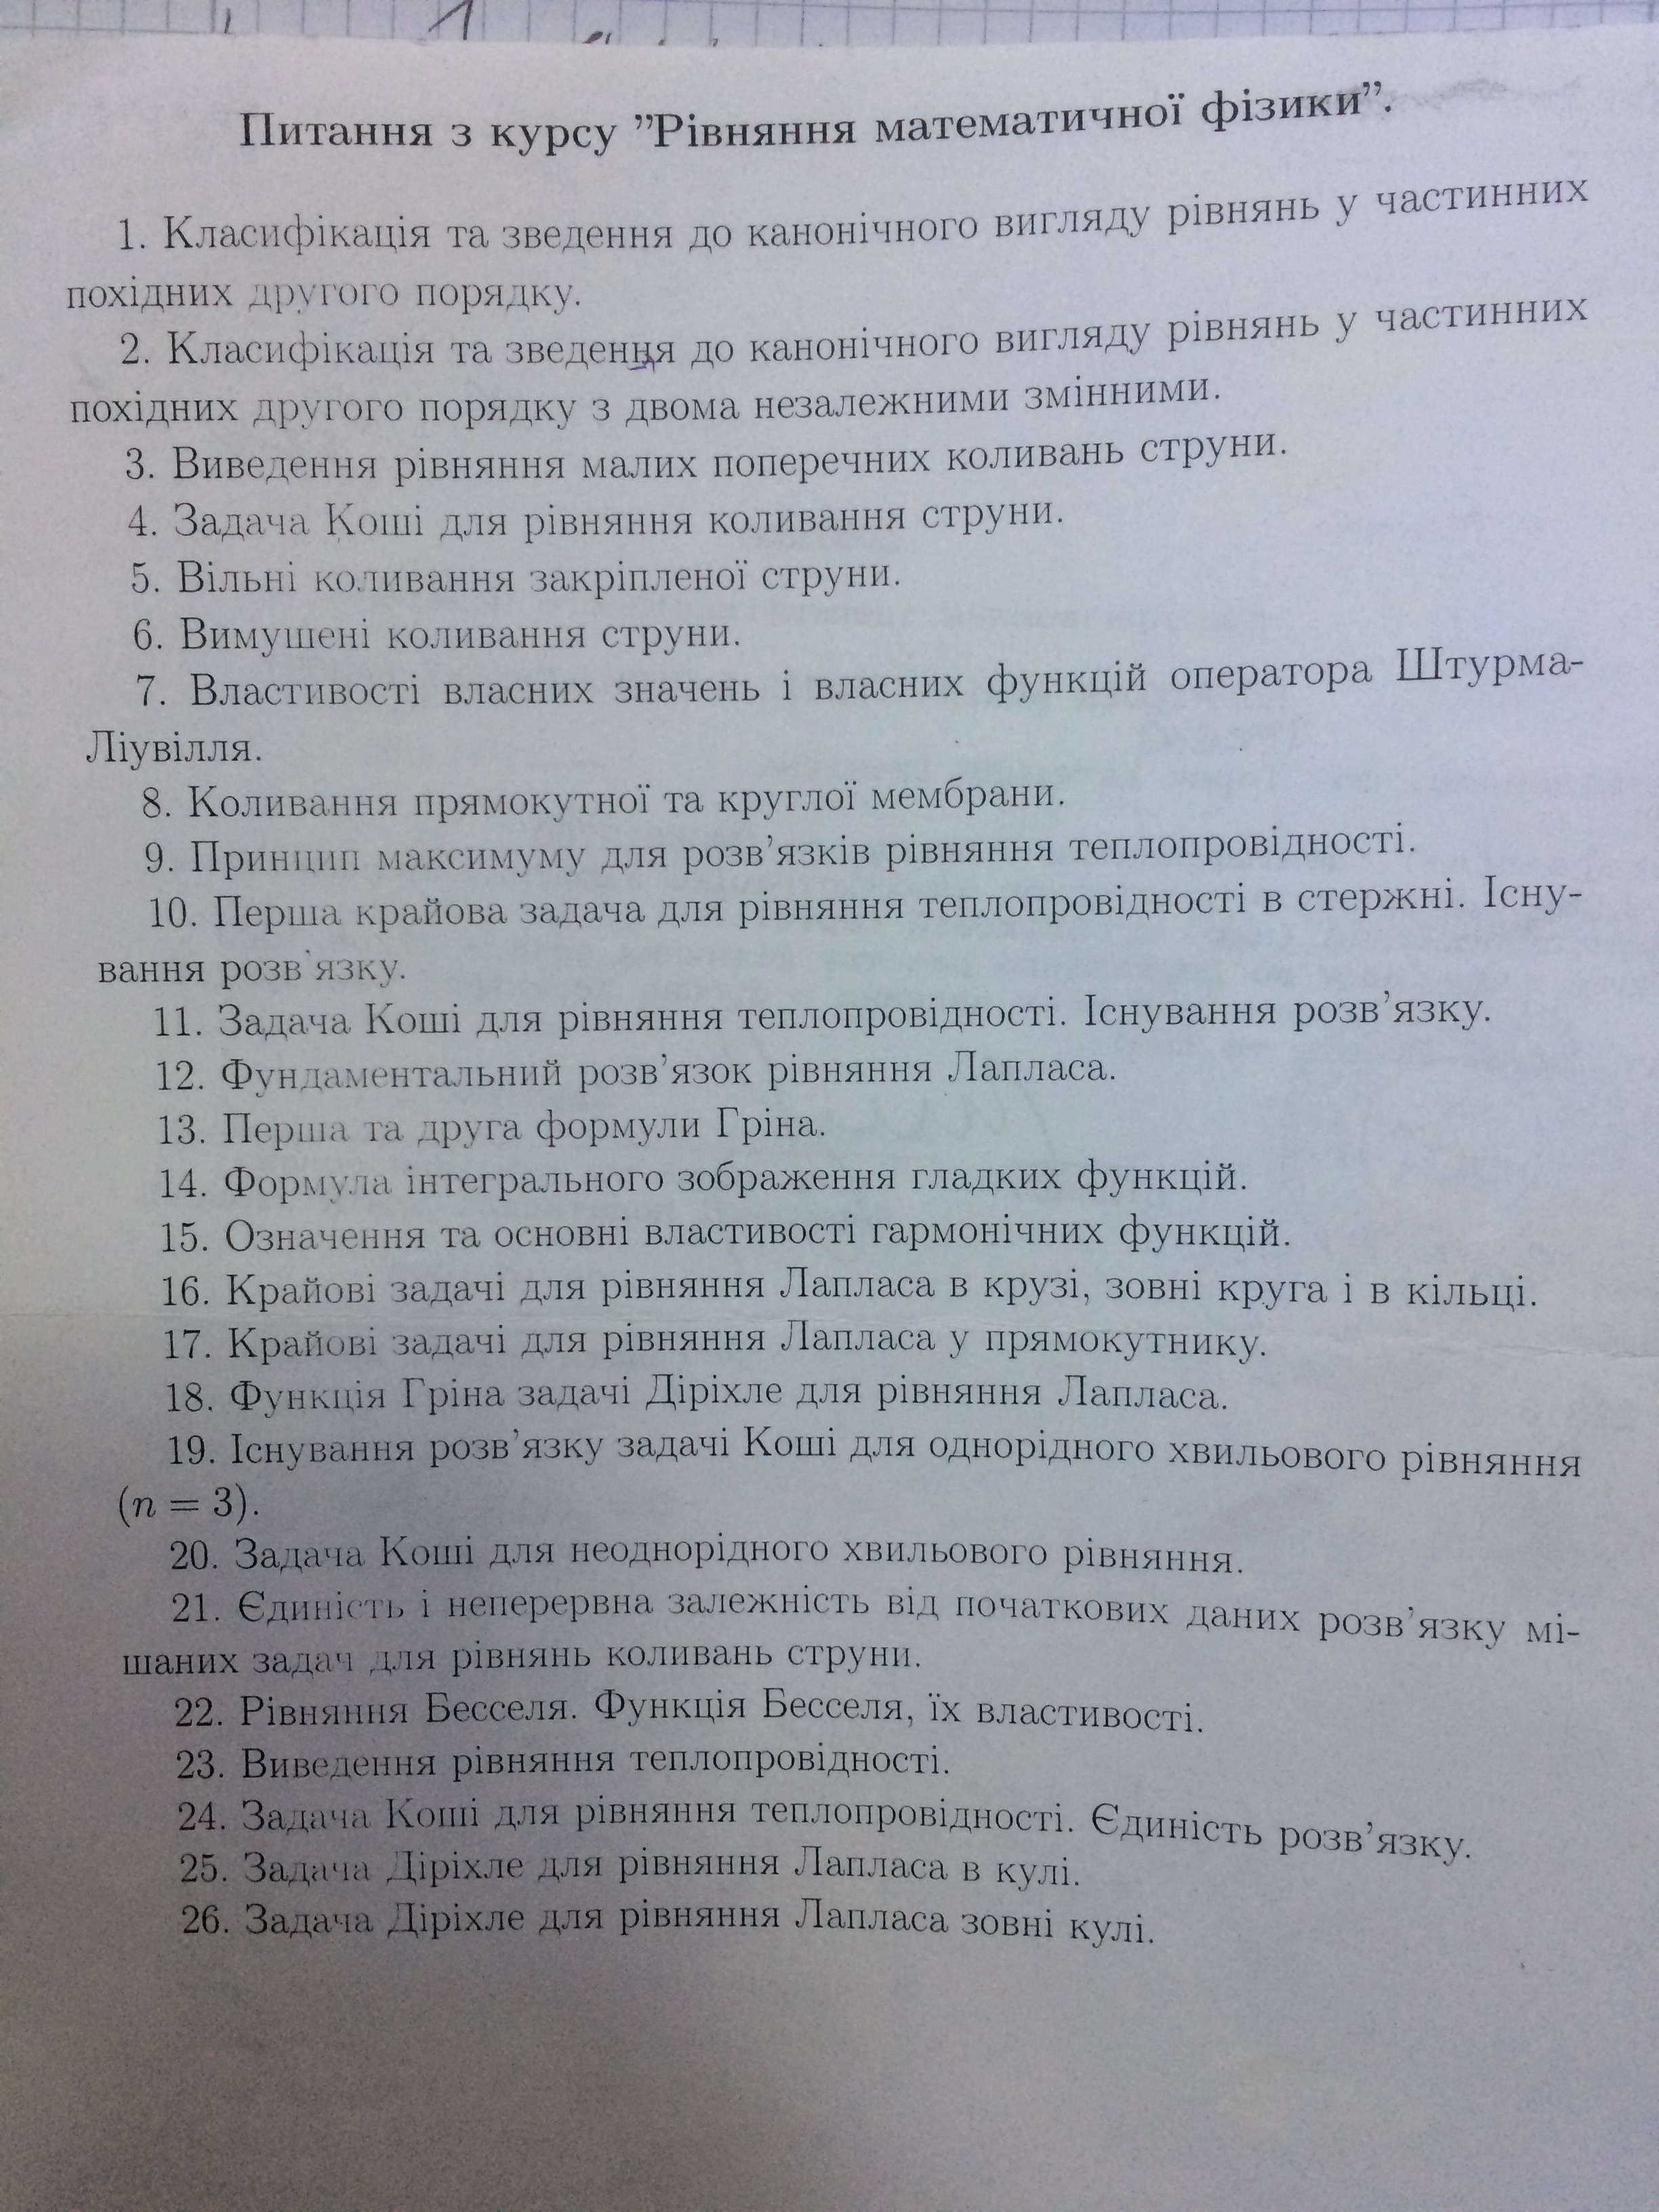 Питання з курсу ”Рівняння математичної фізики”.
1. Класифікація та зведення до канонічного вигляду рівнянь у частинних
похідних другого порядку.
2. Класифікація та зведення до канонічного вигляду рівнянь у частинних
похідних другого порядку з двома незалежними змінними.
3. Виведення рівняння малих поперечних коливань струни.
4. Задача Коші для рівняння коливання струни.
5. Вільні коливання закріпленої струни.
6. Вимушені коливання струни.
7. Властивості власних значень і власних функцій оператора Штурма-
Ліувілля.
8. Коливання прямокутної та круглої мембрани.
9. Принцип максимуму для розв’язків рівняння теплопровідності.
10. Перша крайова задача для рівняння теплопровідності в стержні. Існу-
вання розв’язку.
11. Задача Коші для рівняння теплопровідності. Існування розв’язку.
12. Фундаментальний розв’язок рівняння Лапласа.
13. Перша та друга формули Гріна.
14. Формула інтегрального зображення гладких функцій.
15. Означення та основні властивості гармонічних функцій.
16. Крайові задачі для рівняння Лапласа в крузі, зовні круга і в кільці.
17. Крайові задачі для рівняння Лапласа у прямокутнику.
18. Функція Гріна задачі Діріхле для рівняння Лапласа.
19. Існування розв’язку задачі Коші для однорідного хвильового рівняння
(n = 3).
20. Задача Коші для неоднорідного хвильового рівняння.
21. Єдиність і неперервна залежність від початкових даних розв’язку мі-
шаних задач для рівнянь коливань струни.
22. Рівняння Бесселя. Функція Бесселя, їх властивості.
23. Виведення рівняння теплопровідності.
24. Задача Коші для рівняння теплопровідності. Єдиність розв’язку.
25. Задача Діріхле для рівняння Лапласа в кулі.
26. Задача Діріхле для рівняння Лапласа зовні кулі.